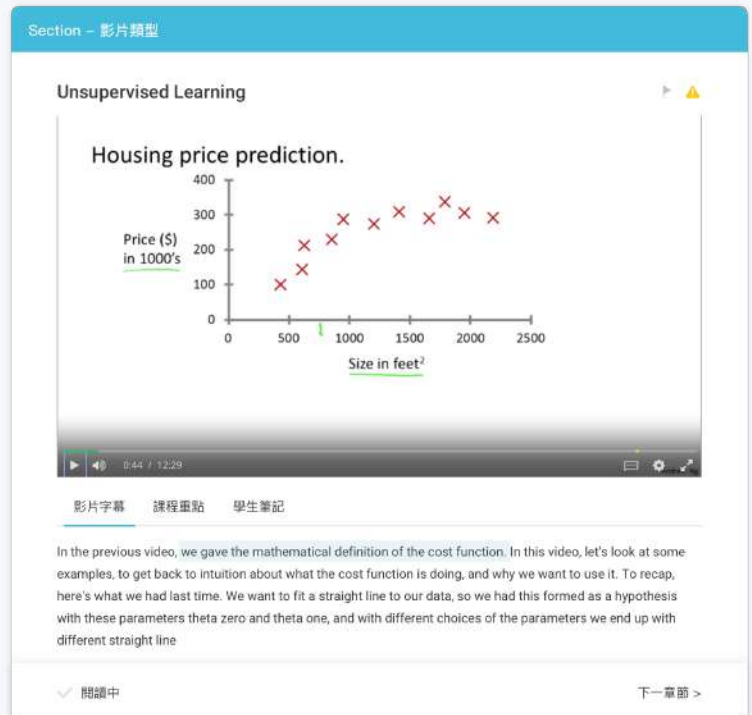 Section – 影片類型
Unsupervised Learning
Housing price prediction.
400
300
Price ($)
in 1000's
200
100
0
0 500 1000 1500 2000 2500
Size in feet²
0:44 / 12:29
影片字幕 課程重點 學生筆記
In the previous video, we gave the mathematical definition of the cost function. In this video, let's look at some
examples, to get back to intuition about what the cost function is doing, and why we want to use it. To recap,
here's what we had last time. We want to fit a straight line to our data, so we had this formed as a hypothesis
with these parameters theta zero and theta one, and with different choices of the parameters we end up with
different straight line
閱讀中
下一章節 >